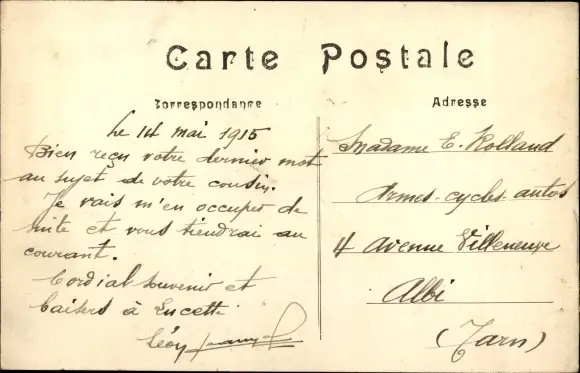 Carte Postale
Correspondance
Adresse
Le 14 mai 1915
Bien reçu votre dernier mot
au sujet de votre cousin.
Je vais m'en occuper de
suite et vous tiendrai au
courant.
Cordial souvenir et
baisers à Lucette
Léon
Madame E. Rolland
Armes-cycles-autos
4 avenue Villeneuve
Albi
(Tarn)